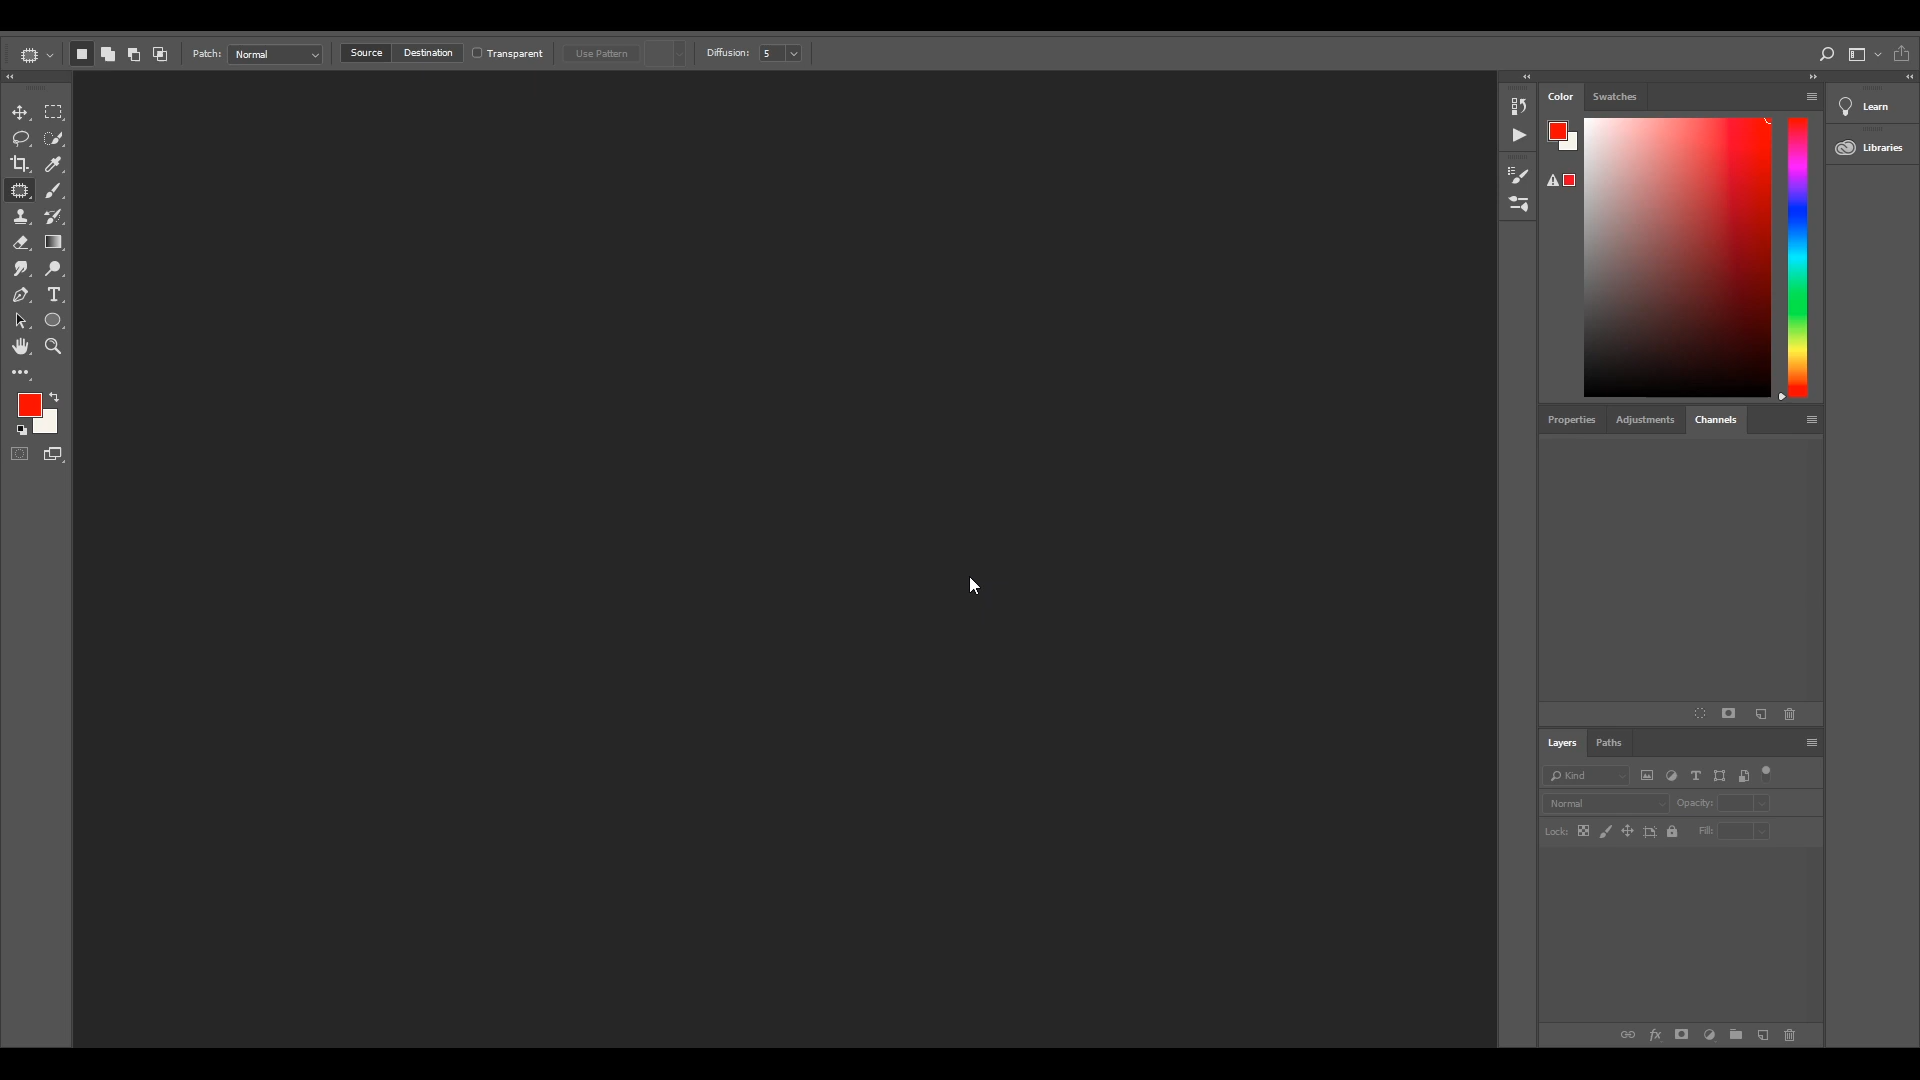 Patch: Normal Source Destination Transparent Use Pattern Diffusion: 5
Color Swatches
Learn
Libraries
Properties Adjustments Channels
Layers Paths
Kind
Normal Opacity:
Lock: Fill: